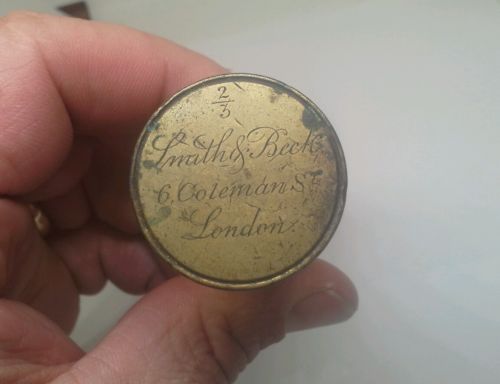 2/3
Smith & Beck
6, Coleman St
London.